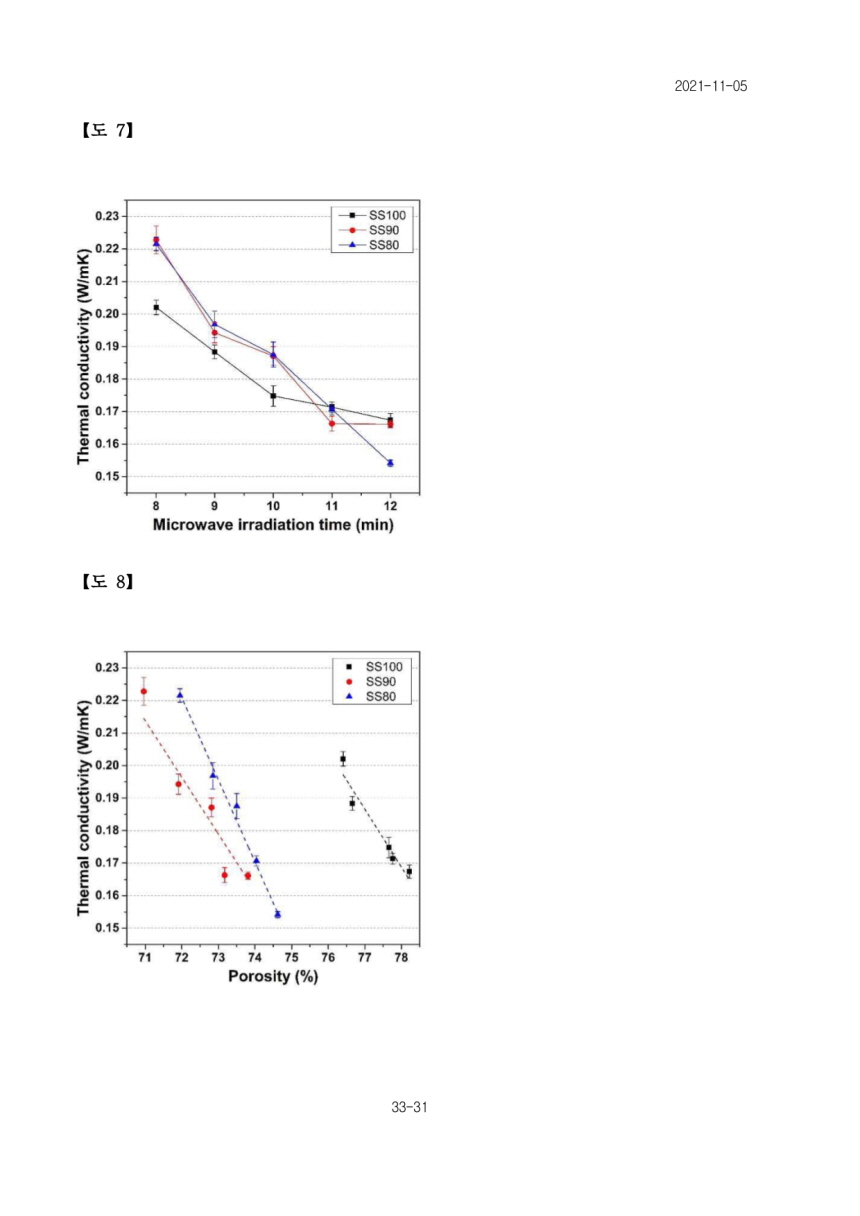 2021-11-05
【도 7】
SS100
SS90
SS80
0.23
0.22
0.21
0.20
0.19
0.18
0.17
0.16
0.15
Thermal conductivity (W/mK)
8 9 10 11 12
Microwave irradiation time (min)
【도 8】
SS100
SS90
SS80
0.23
0.22
0.21
0.20
0.19
0.18
0.17
0.16
0.15
Thermal conductivity (W/mK)
71 72 73 74 75 76 77 78
Porosity (%)
33-31